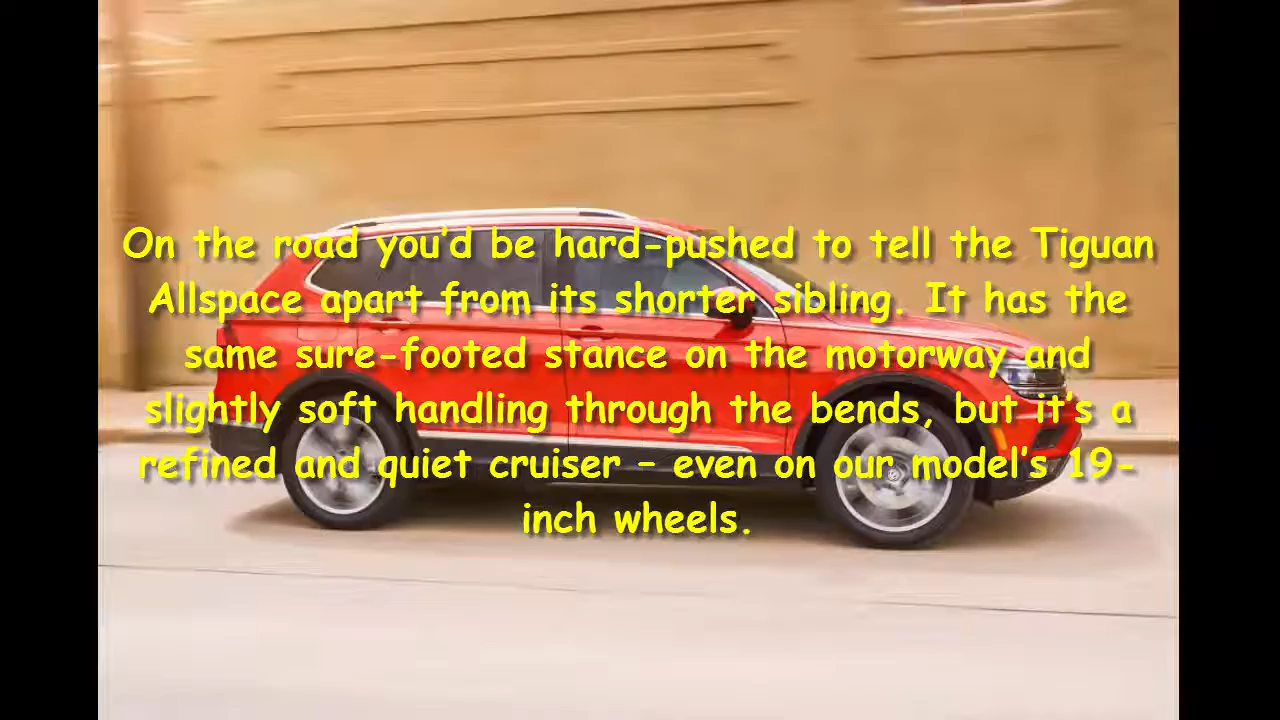 On the road you’d be hard-pushed to tell the Tiguan
Allspace apart from its shorter sibling. It has the
same sure-footed stance on the motorway and
slightly soft handling through the bends, but it’s a
refined and quiet cruiser – even on our model’s 19-
inch wheels.